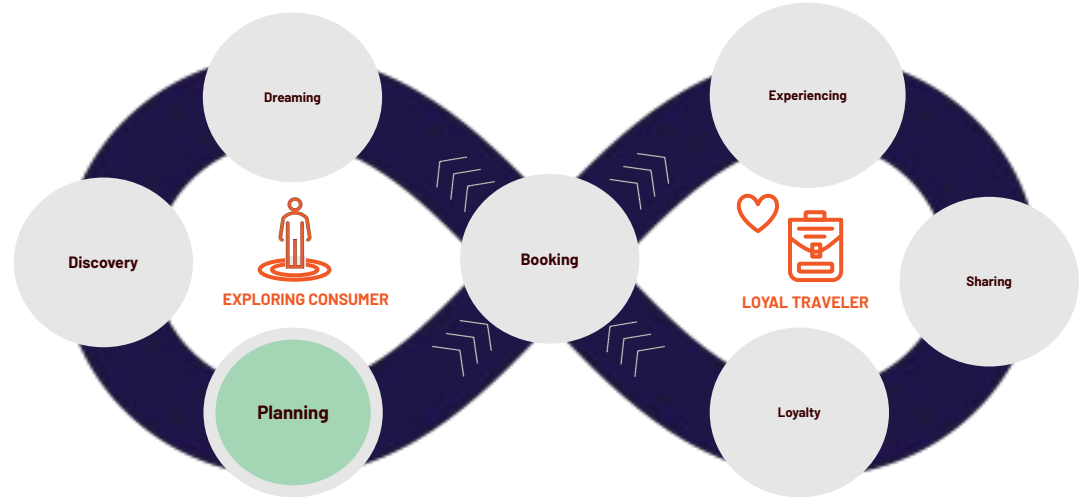 Dreaming
Experiencing
Discovery
Booking
Sharing
EXPLORING CONSUMER
LOYAL TRAVELER
Planning
Loyalty